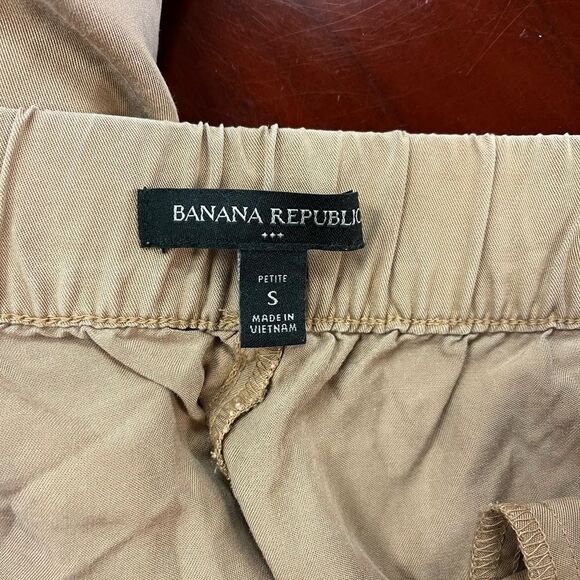 BANANA REPUBLIC
+++
PETITE
S
MADE IN
VIETNAM